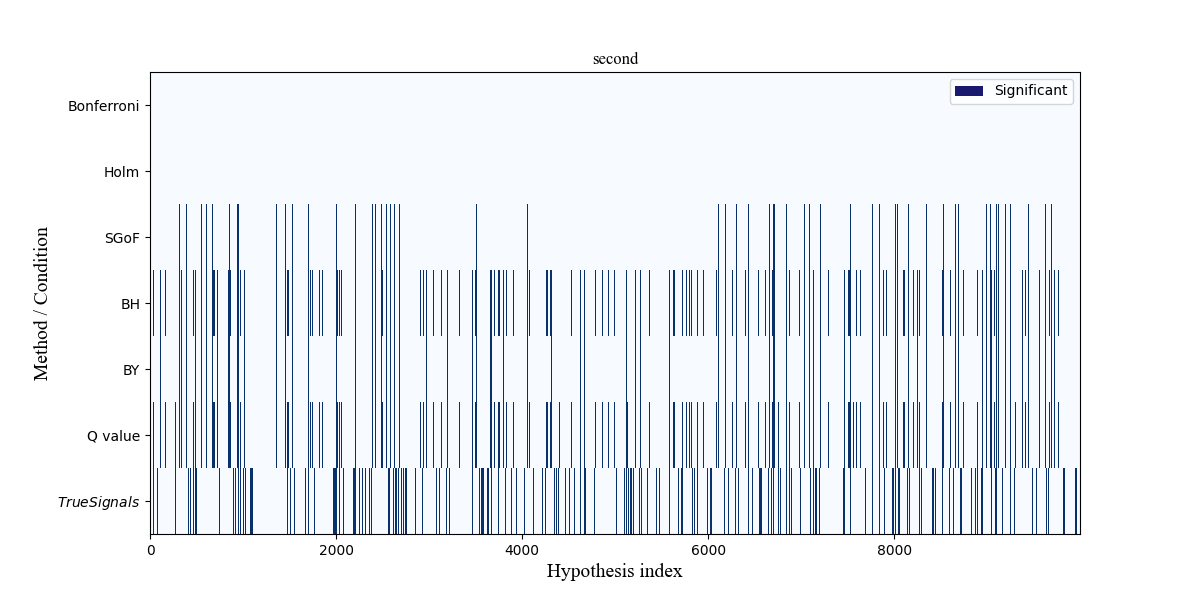 second
Significant
Bonferroni
Holm
SGoF
BH
BY
Q value
TrueSignals
0 2000 4000 6000 8000
Hypothesis index
Method / Condition